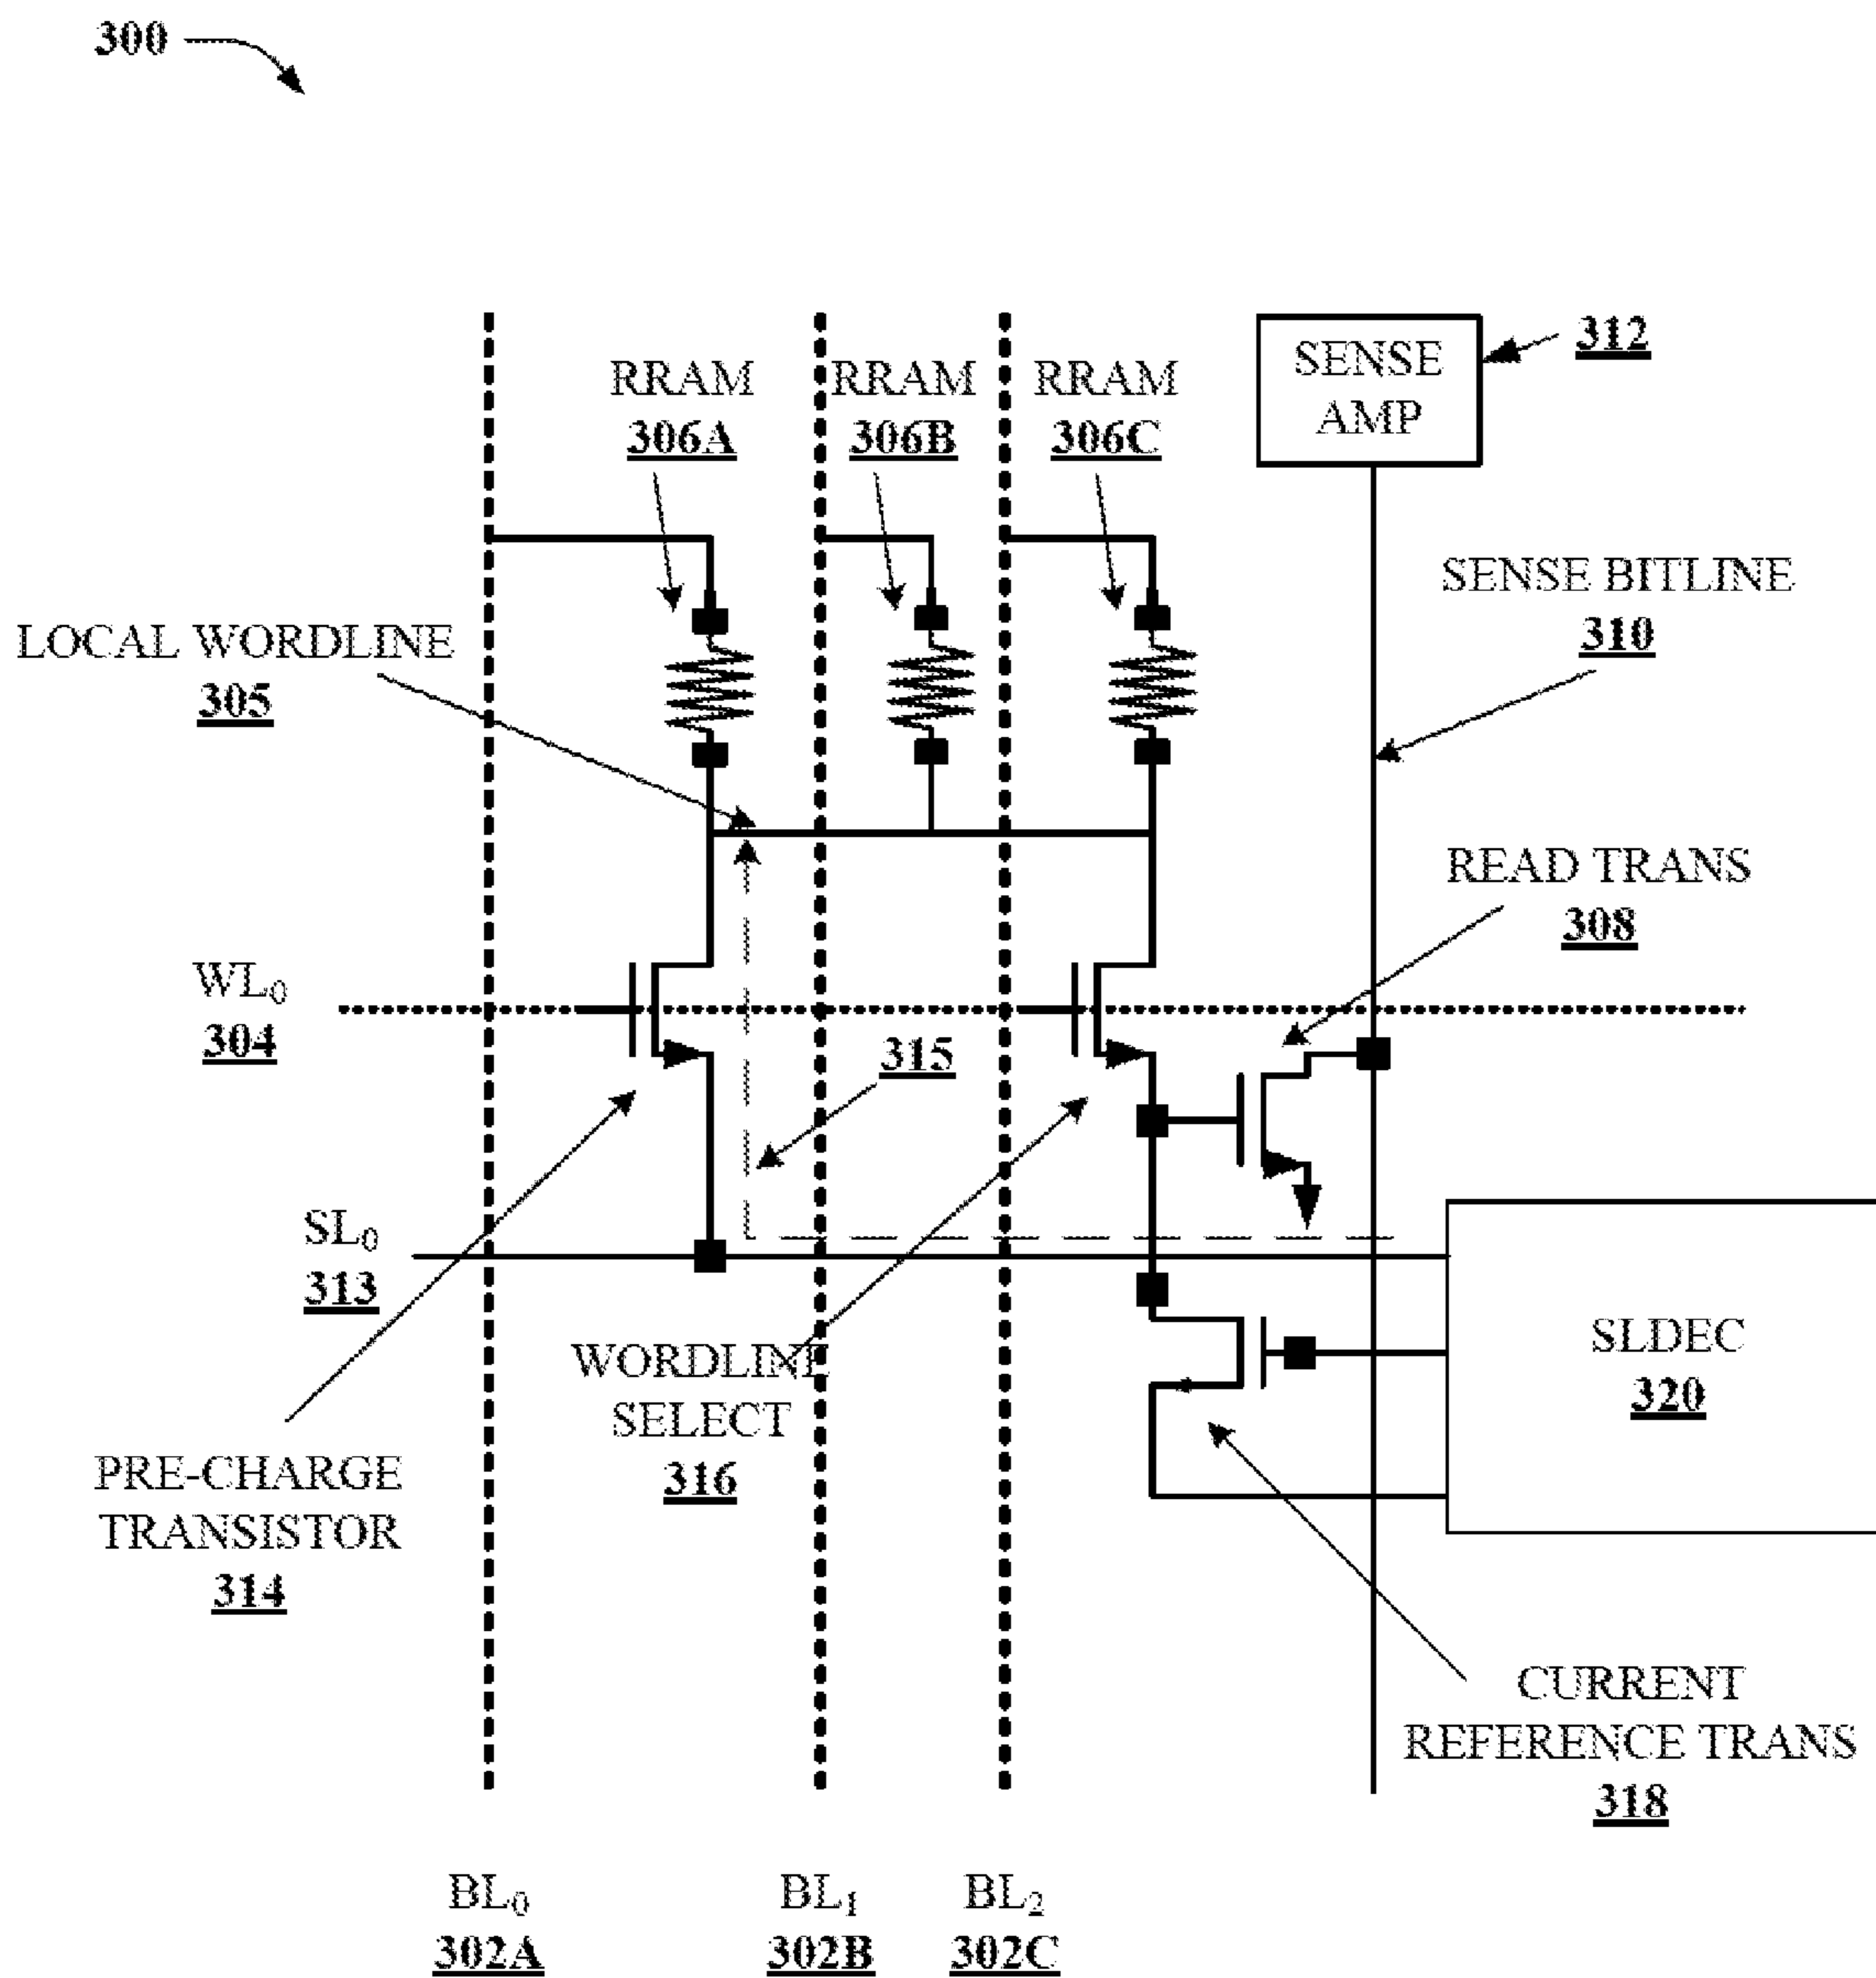 300
312
SENSE
AMP
RRAM
306A
RRAM
306B
RRAM
306C
SENSE BITLINE
310
LOCAL WORDLINE
305
READ TRANS
308
WL0
304
315
SL0
313
WORDLINE
SELECT
316
SLDEC
320
PRE-CHARGE
TRANSISTOR
314
CURRENT
REFERENCE TRANS
318
BL0
302A
BL1
302B
BL2
302C